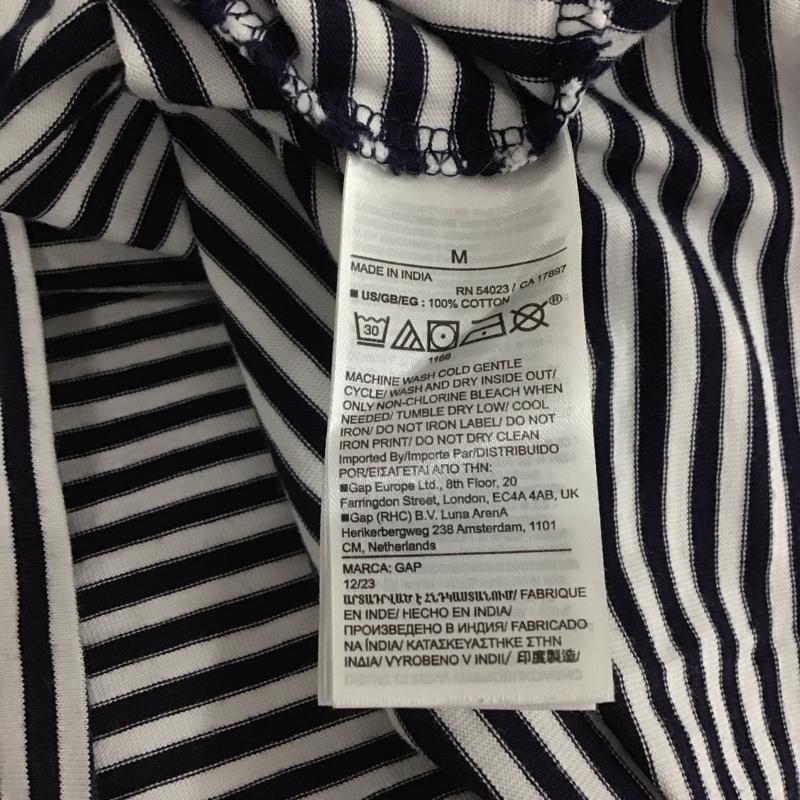 M
MADE IN INDIA
RN 54023 / CA 17897
■ US/GB/EG : 100% COTTON
30 ®
1166
MACHINE WASH COLD GENTLE
CYCLE/ WASH AND DRY INSIDE OUT/
ONLY NON-CHLORINE BLEACH WHEN
NEEDED/ TUMBLE DRY LOW/ COOL
IRON/ DO NOT IRON LABEL/ DO NOT
IRON PRINT/ DO NOT DRY CLEAN
Imported By/Importe Par/DISTRIBUIDO
POR/ΕΙΣΑΓΕΤΑΙ ΑΠΟ ΤΗΝ:
■Gap Europe Ltd., 8th Floor, 20
Farringdon Street, London, EC4A 4AB, UK
■Gap (RHC) B.V. Luna ArenA
Herikerbergweg 238 Amsterdam, 1101
CM, Netherlands
MARCA: GAP
12/23
ԱՐՏԱԴՐՎԱԾ Է ՀՆԴԿԱՍՏԱՆՈՒՄ/ FABRIQUE
EN INDE/ HECHO EN INDIA/
ПРОИЗВЕДЕНО В ИНДИЯ/ FABRICADO
NA ÍNDIA/ ΚΑΤΑΣΚΕΥΑΣΤΗΚΕ ΣΤΗΝ
ΙΝΔΙΑ/ VYROBENO V INDII/ 印度製造/